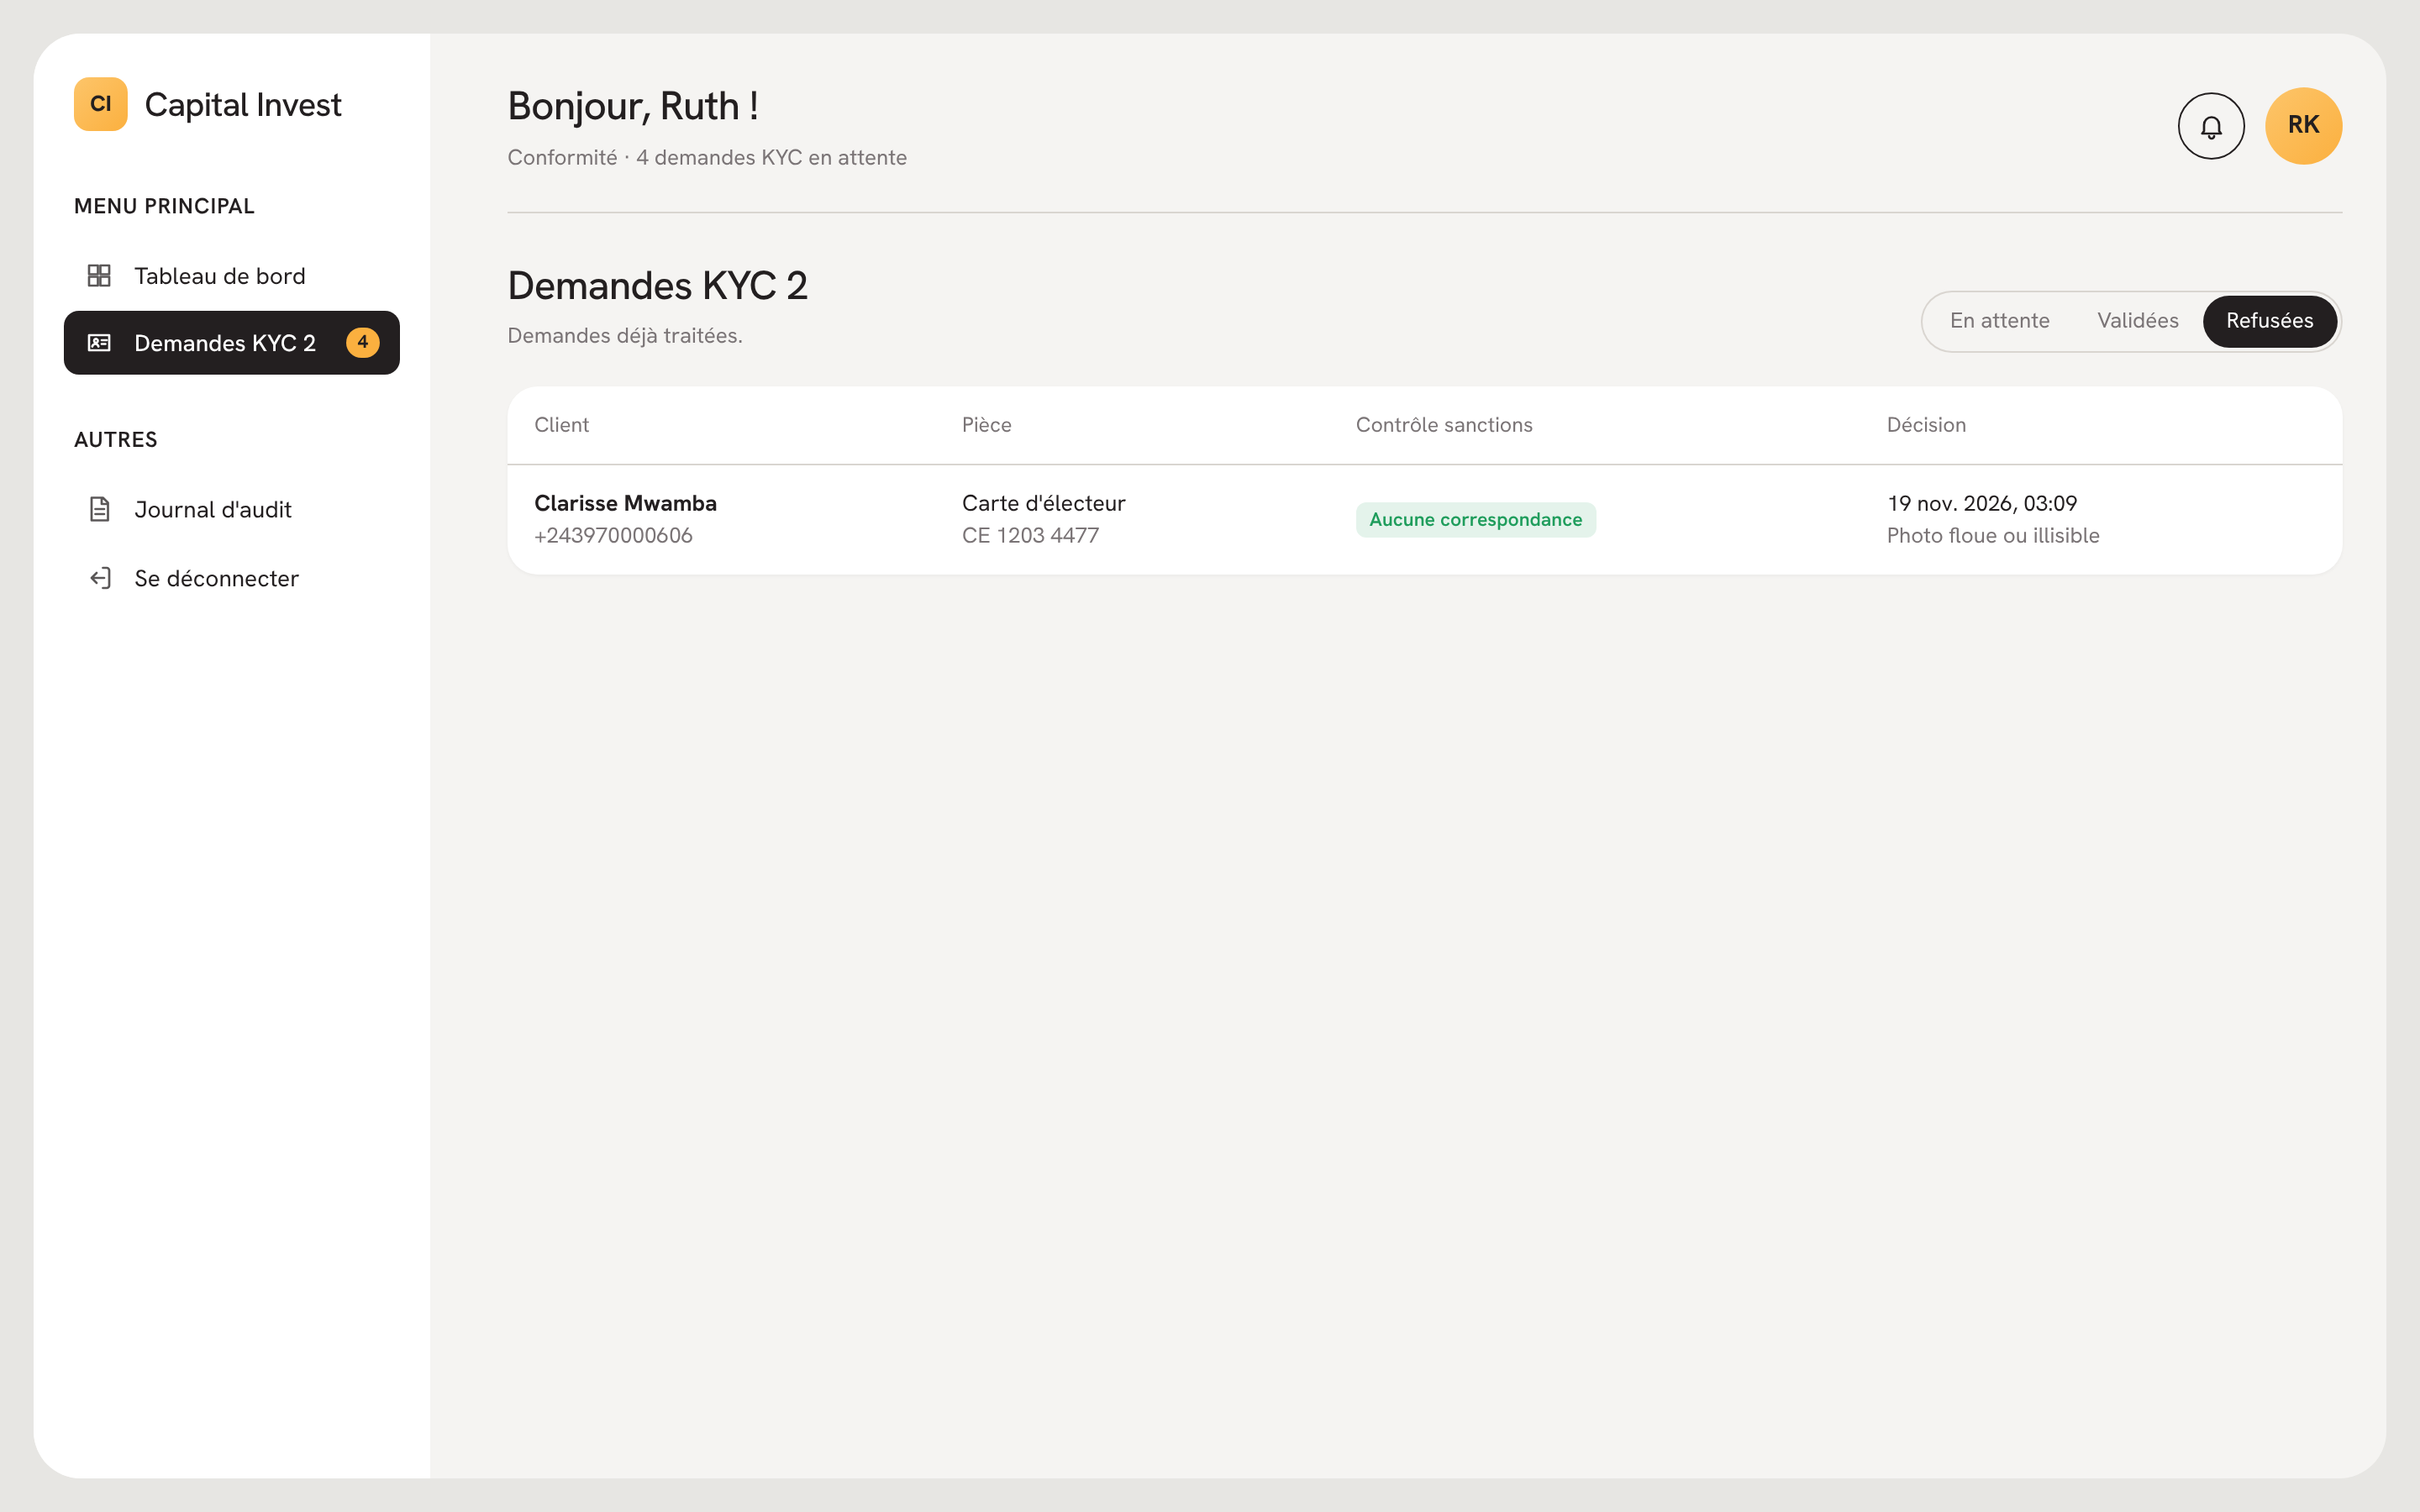 CI Capital Invest
MENU PRINCIPAL
Tableau de bord
Demandes KYC 2 4
AUTRES
Journal d'audit
Se déconnecter
Bonjour, Ruth !
Conformité · 4 demandes KYC en attente
RK
Demandes KYC 2
Demandes déjà traitées.
En attente Validées Refusées
Client Pièce Contrôle sanctions Décision
Clarisse Mwamba Carte d'électeur Aucune correspondance 19 nov. 2026, 03:09
+243970000606 CE 1203 4477 Photo floue ou illisible